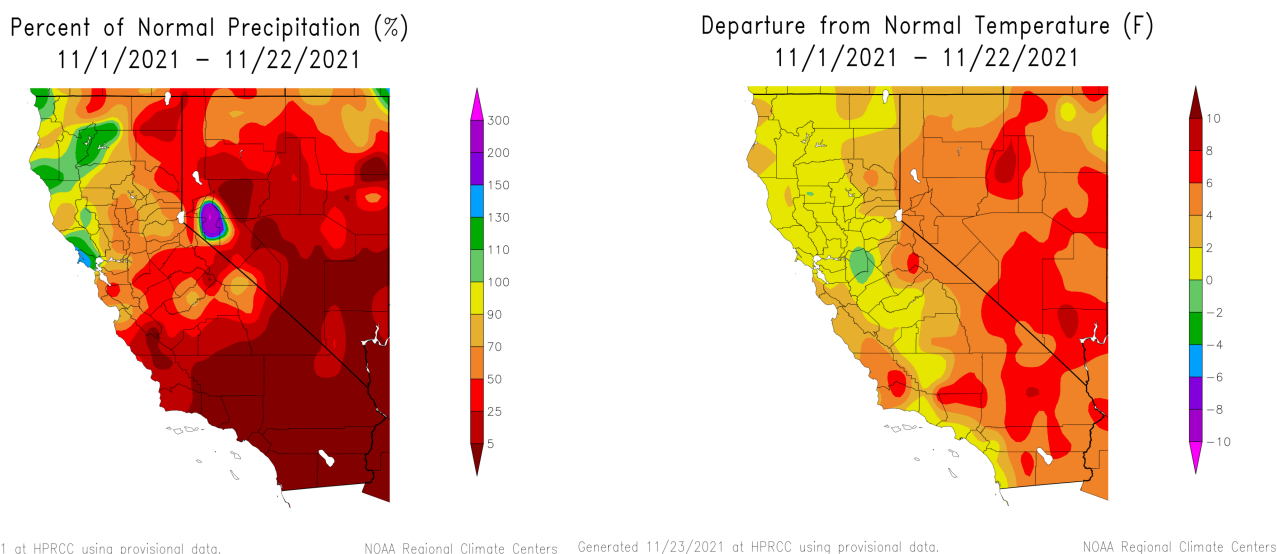 Percent of Normal Precipitation (%)
11/1/2021 – 11/22/2021
300
200
150
130
110
100
90
70
50
25
5
1 at HPRCC using provisional data.
NOAA Regional Climate Centers
Departure from Normal Temperature (F)
11/1/2021 – 11/22/2021
10
8
6
4
2
0
-2
-4
-6
-8
-10
Generated 11/23/2021 at HPRCC using provisional data.
NOAA Regional Climate Centers